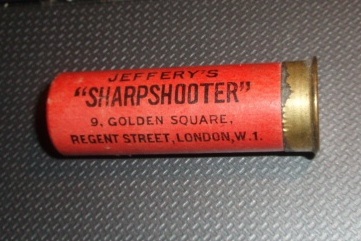 JEFFERY'S
"SHARPSHOOTER"
9, GOLDEN SQUARE,
REGENT STREET, LONDON, W.1.